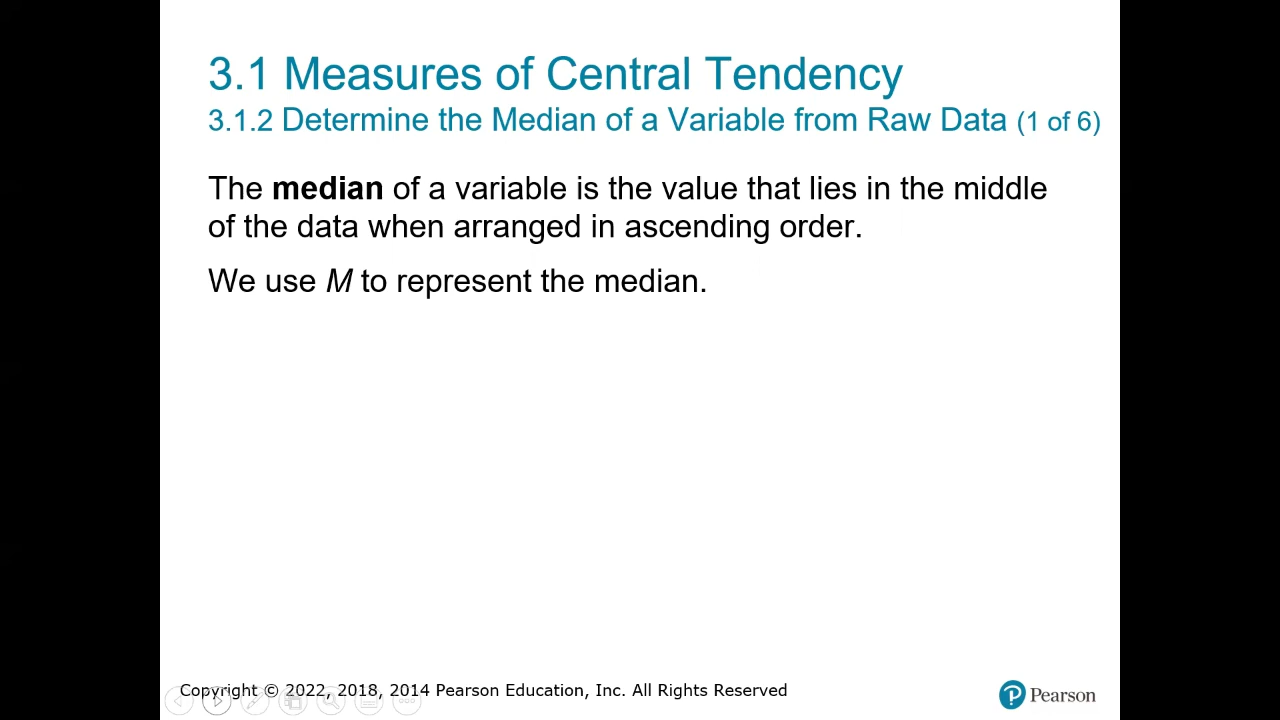 3.1 Measures of Central Tendency
3.1.2 Determine the Median of a Variable from Raw Data (1 of 6)
The median of a variable is the value that lies in the middle
of the data when arranged in ascending order.
We use M to represent the median.
Copyright © 2022, 2018, 2014 Pearson Education, Inc. All Rights Reserved
P Pearson